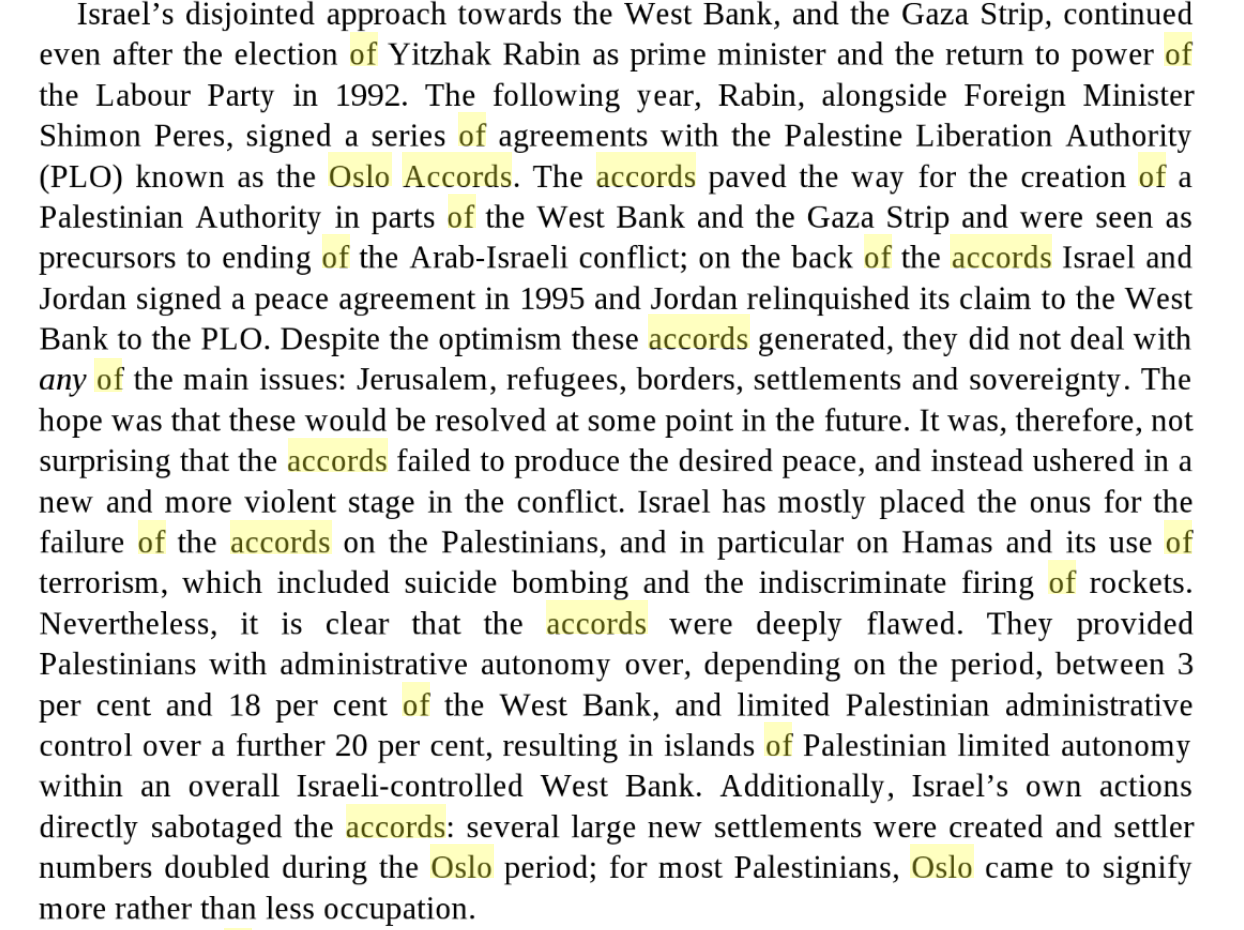 Israel’s disjointed approach towards the West Bank, and the Gaza Strip, continued
even after the election of Yitzhak Rabin as prime minister and the return to power of
the Labour Party in 1992. The following year, Rabin, alongside Foreign Minister
Shimon Peres, signed a series of agreements with the Palestine Liberation Authority
(PLO) known as the Oslo Accords. The accords paved the way for the creation of a
Palestinian Authority in parts of the West Bank and the Gaza Strip and were seen as
precursors to ending of the Arab-Israeli conflict; on the back of the accords Israel and
Jordan signed a peace agreement in 1995 and Jordan relinquished its claim to the West
Bank to the PLO. Despite the optimism these accords generated, they did not deal with
any of the main issues: Jerusalem, refugees, borders, settlements and sovereignty. The
hope was that these would be resolved at some point in the future. It was, therefore, not
surprising that the accords failed to produce the desired peace, and instead ushered in a
new and more violent stage in the conflict. Israel has mostly placed the onus for the
failure of the accords on the Palestinians, and in particular on Hamas and its use of
terrorism, which included suicide bombing and the indiscriminate firing of rockets.
Nevertheless, it is clear that the accords were deeply flawed. They provided
Palestinians with administrative autonomy over, depending on the period, between 3
per cent and 18 per cent of the West Bank, and limited Palestinian administrative
control over a further 20 per cent, resulting in islands of Palestinian limited autonomy
within an overall Israeli-controlled West Bank. Additionally, Israel’s own actions
directly sabotaged the accords: several large new settlements were created and settler
numbers doubled during the Oslo period; for most Palestinians, Oslo came to signify
more rather than less occupation.